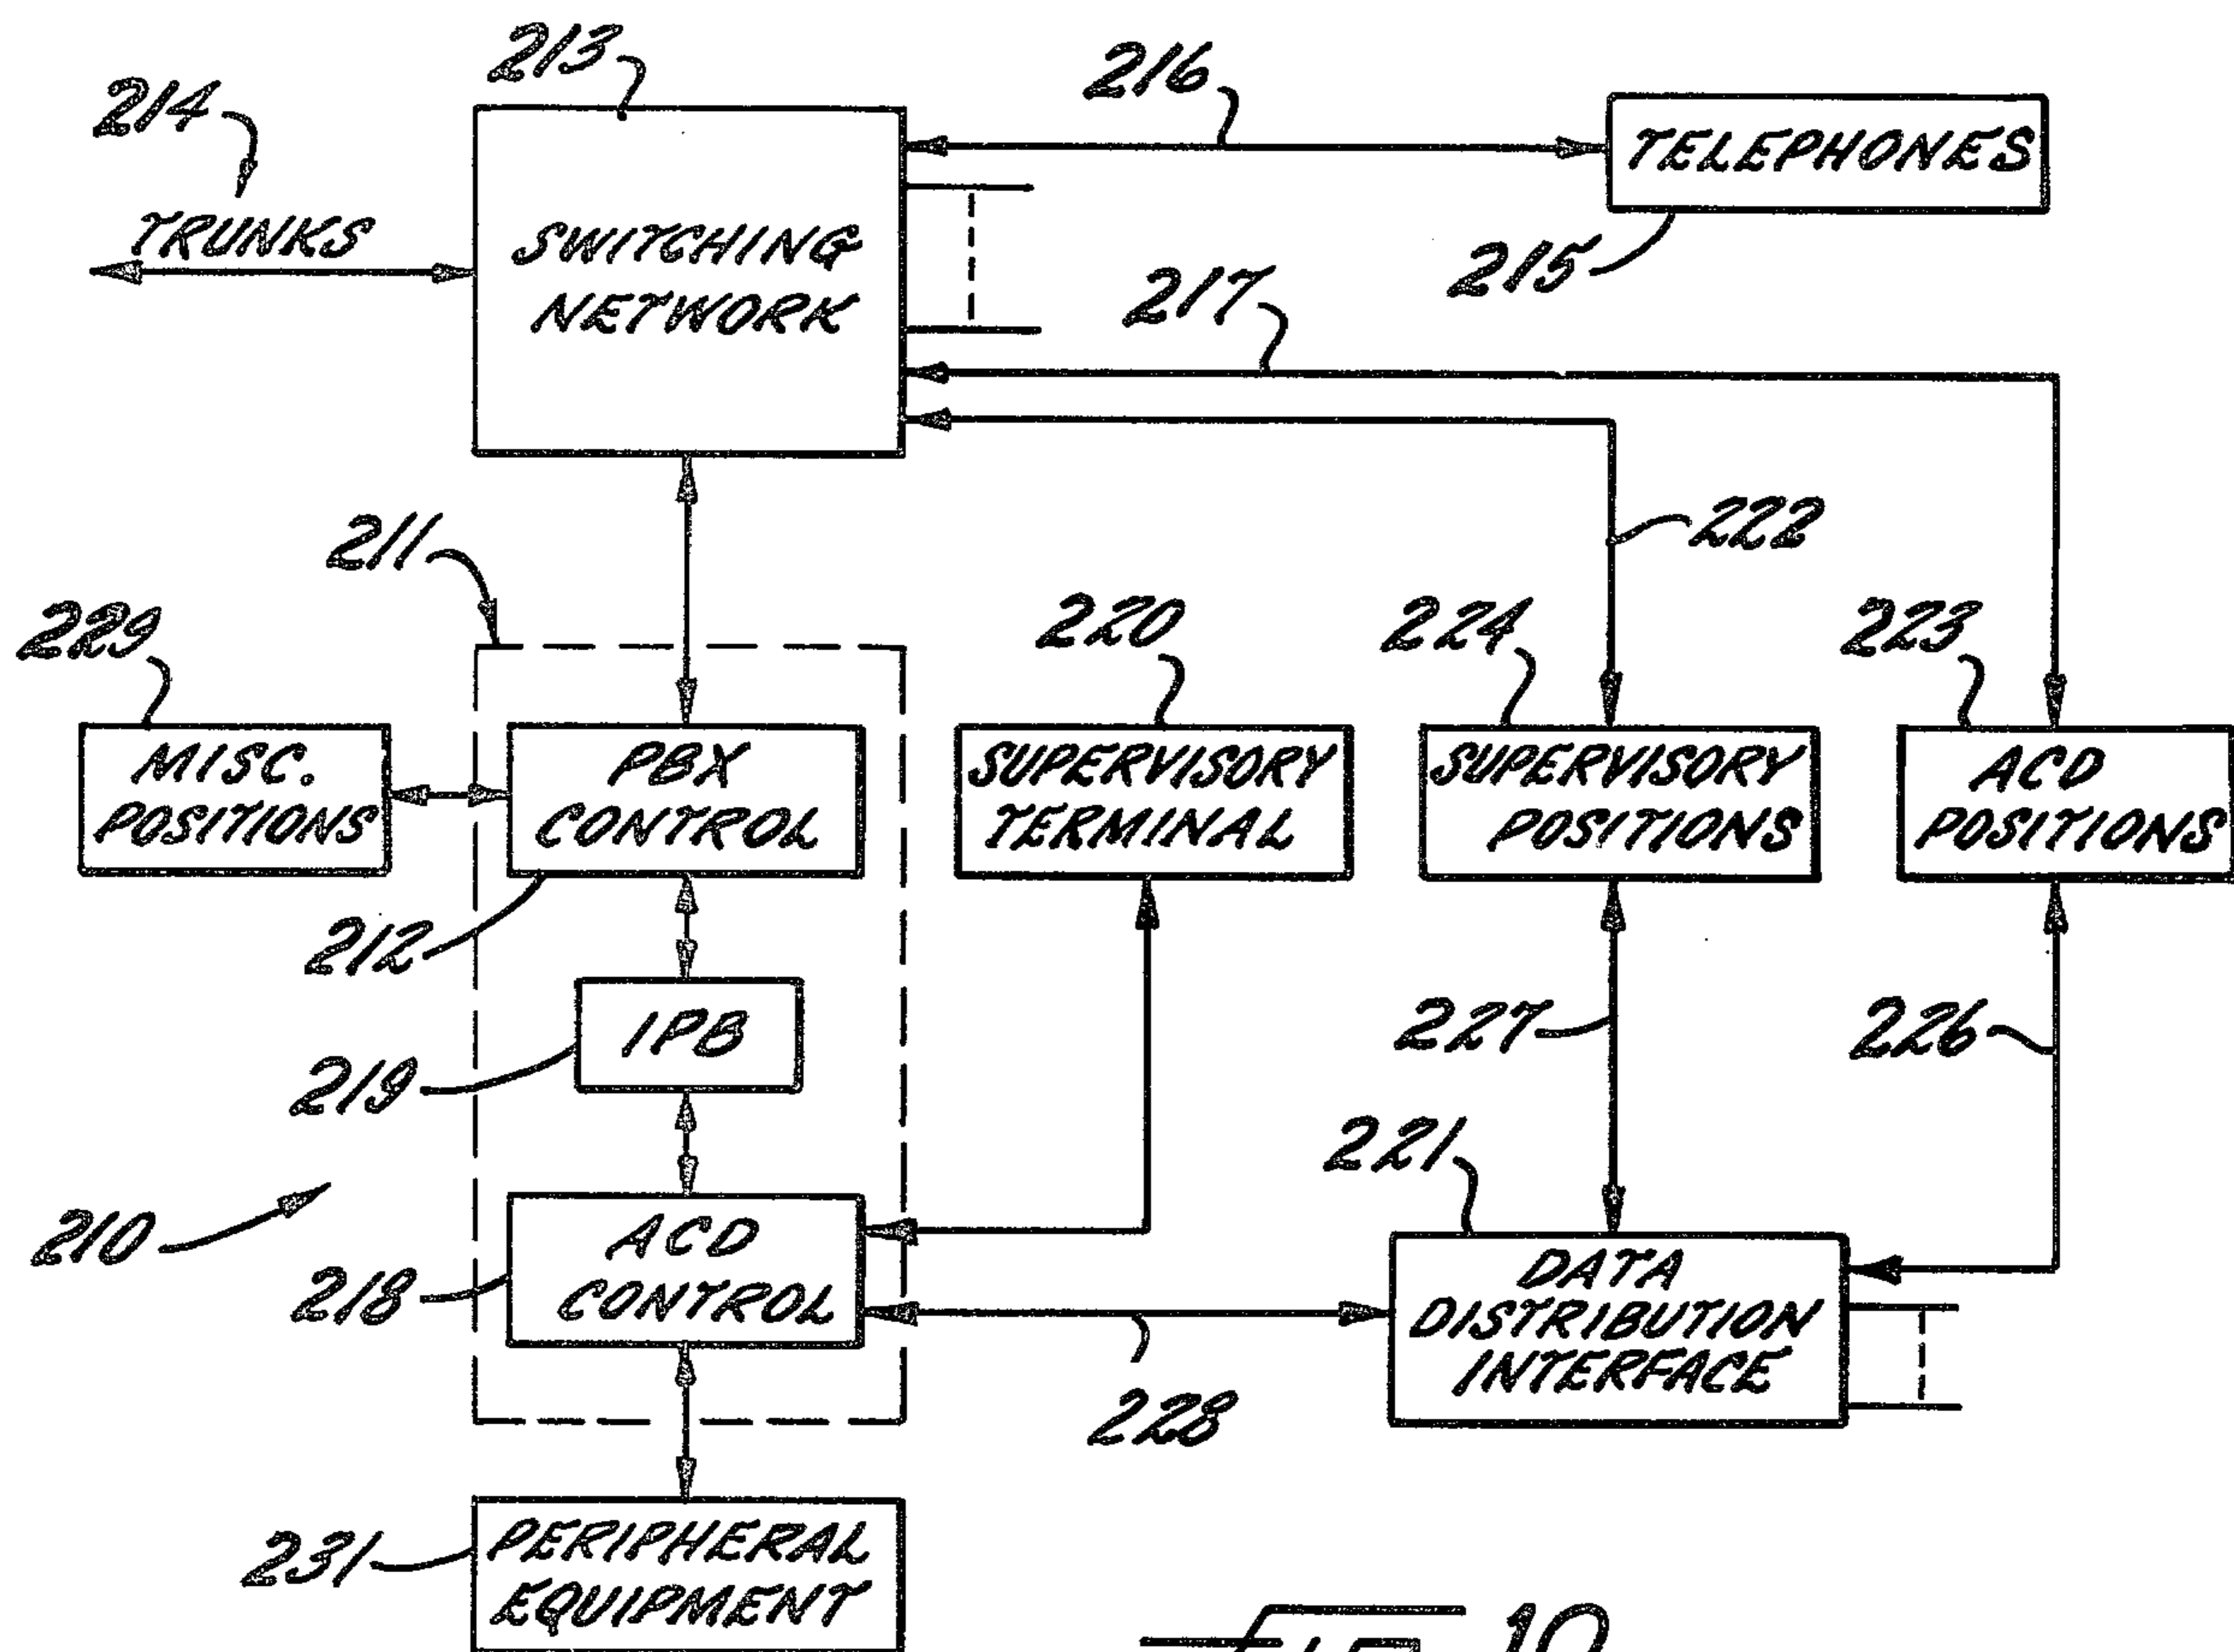 213
216
214
TELEPHONES
TRUNKS
SWITCHING
NETWORK
215
217
211
222
229
220
224
223
MISC.
POSITIONS
PBX
CONTROL
SUPERVISORY
TERMINAL
SUPERVISORY
POSITIONS
ACD
POSITIONS
212
IPB
219
227
226
221
210
218
ACD
CONTROL
DATA
DISTRIBUTION
INTERFACE
228
231
PERIPHERAL
EQUIPMENT